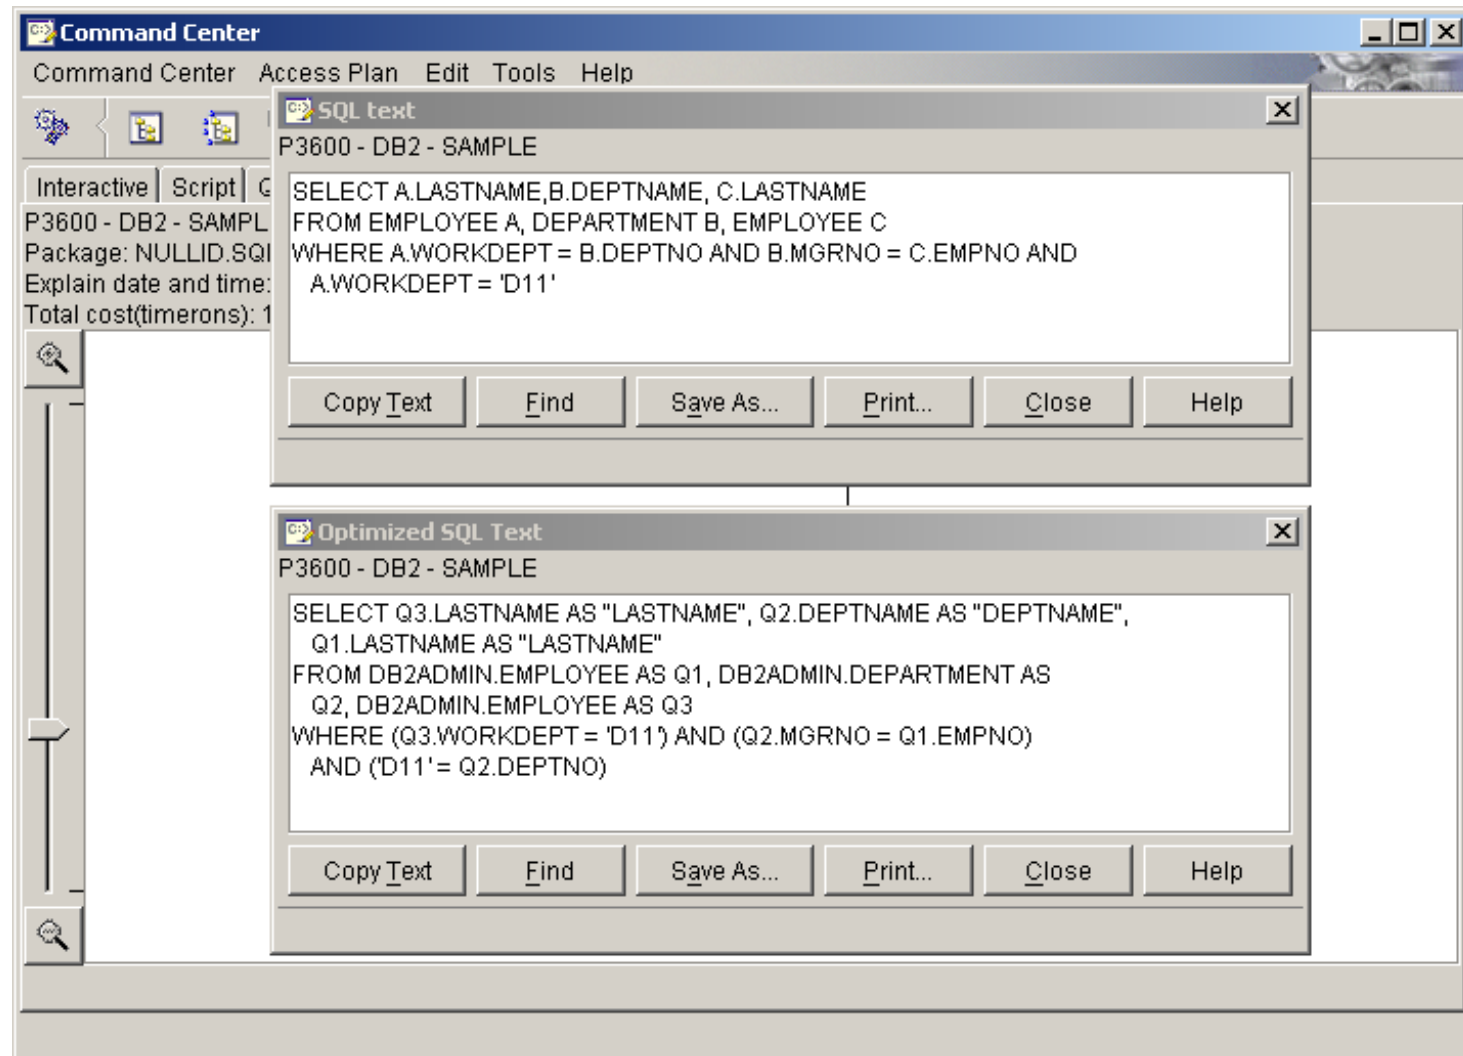 Command Center
Command Center Access Plan Edit Tools Help
SQL text
P3600 - DB2 - SAMPLE
Interactive Script
SELECT A.LASTNAME,B.DEPTNAME, C.LASTNAME
FROM EMPLOYEE A, DEPARTMENT B, EMPLOYEE C
WHERE A.WORKDEPT = B.DEPTNO AND B.MGRNO = C.EMPNO AND
A.WORKDEPT = 'D11'
P3600 - DB2 - SAMPL
Package: NULLID.SQ
Explain date and time:
Total cost(timerons): 1
Copy Text Find Save As... Print... Close Help
Optimized SQL Text
P3600 - DB2 - SAMPLE
SELECT Q3.LASTNAME AS "LASTNAME", Q2.DEPTNAME AS "DEPTNAME",
Q1.LASTNAME AS "LASTNAME"
FROM DB2ADMIN.EMPLOYEE AS Q1, DB2ADMIN.DEPARTMENT AS
Q2, DB2ADMIN.EMPLOYEE AS Q3
WHERE (Q3.WORKDEPT = 'D11') AND (Q2.MGRNO = Q1.EMPNO)
AND ('D11' = Q2.DEPTNO)
Copy Text Find Save As... Print... Close Help